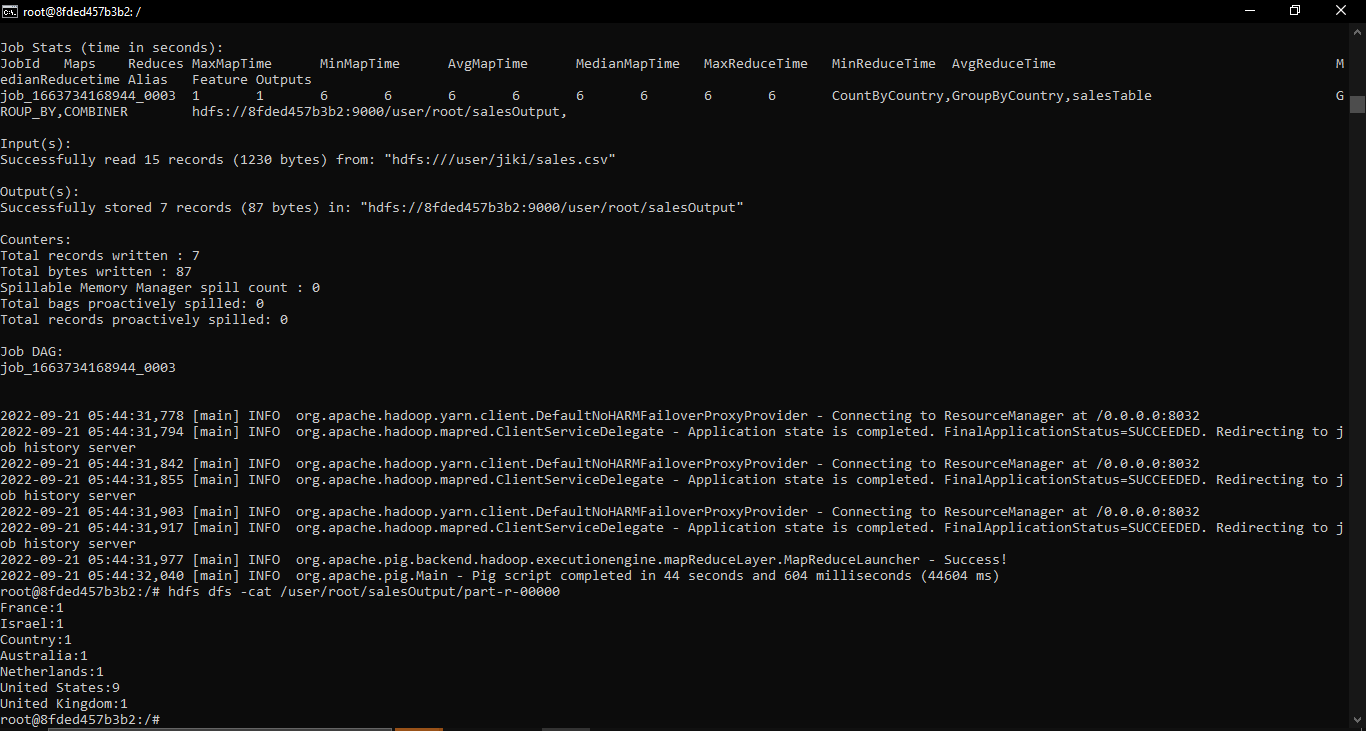 root@8fded457b3b2: /
Job Stats (time in seconds):
JobId   Maps    Reduces MaxMapTime      MinMapTime      AvgMapTime      MedianMapTime   MaxReduceTime   MinReduceTime  AvgReduceTime                                   M
edianReducetime Alias   Feature Outputs
job_1663734168944_0003  1       1       6       6       6       6       6       6       6       6       CountByCountry,GroupByCountry,salesTable                       G
ROUP_BY,COMBINER        hdfs://8fded457b3b2:9000/user/root/salesOutput,
Input(s):
Successfully read 15 records (1230 bytes) from: "hdfs:///user/jiki/sales.csv"
Output(s):
Successfully stored 7 records (87 bytes) in: "hdfs://8fded457b3b2:9000/user/root/salesOutput"
Counters:
Total records written : 7
Total bytes written : 87
Spillable Memory Manager spill count : 0
Total bags proactively spilled: 0
Total records proactively spilled: 0
Job DAG:
job_1663734168944_0003
2022-09-21 05:44:31,778 [main] INFO  org.apache.hadoop.yarn.client.DefaultNoHARMFailoverProxyProvider - Connecting to ResourceManager at /0.0.0.0:8032
2022-09-21 05:44:31,794 [main] INFO  org.apache.hadoop.mapred.ClientServiceDelegate - Application state is completed. FinalApplicationStatus=SUCCEEDED. Redirecting to j
ob history server
2022-09-21 05:44:31,842 [main] INFO  org.apache.hadoop.yarn.client.DefaultNoHARMFailoverProxyProvider - Connecting to ResourceManager at /0.0.0.0:8032
2022-09-21 05:44:31,855 [main] INFO  org.apache.hadoop.mapred.ClientServiceDelegate - Application state is completed. FinalApplicationStatus=SUCCEEDED. Redirecting to j
ob history server
2022-09-21 05:44:31,903 [main] INFO  org.apache.hadoop.yarn.client.DefaultNoHARMFailoverProxyProvider - Connecting to ResourceManager at /0.0.0.0:8032
2022-09-21 05:44:31,917 [main] INFO  org.apache.hadoop.mapred.ClientServiceDelegate - Application state is completed. FinalApplicationStatus=SUCCEEDED. Redirecting to j
ob history server
2022-09-21 05:44:31,977 [main] INFO  org.apache.pig.backend.hadoop.executionengine.mapReduceLayer.MapReduceLauncher - Success!
2022-09-21 05:44:32,040 [main] INFO  org.apache.pig.Main - Pig script completed in 44 seconds and 604 milliseconds (44604 ms)
root@8fded457b3b2:/# hdfs dfs -cat /user/root/salesOutput/part-r-00000
France:1
Israel:1
Country:1
Australia:1
Netherlands:1
United States:9
United Kingdom:1
root@8fded457b3b2:/#